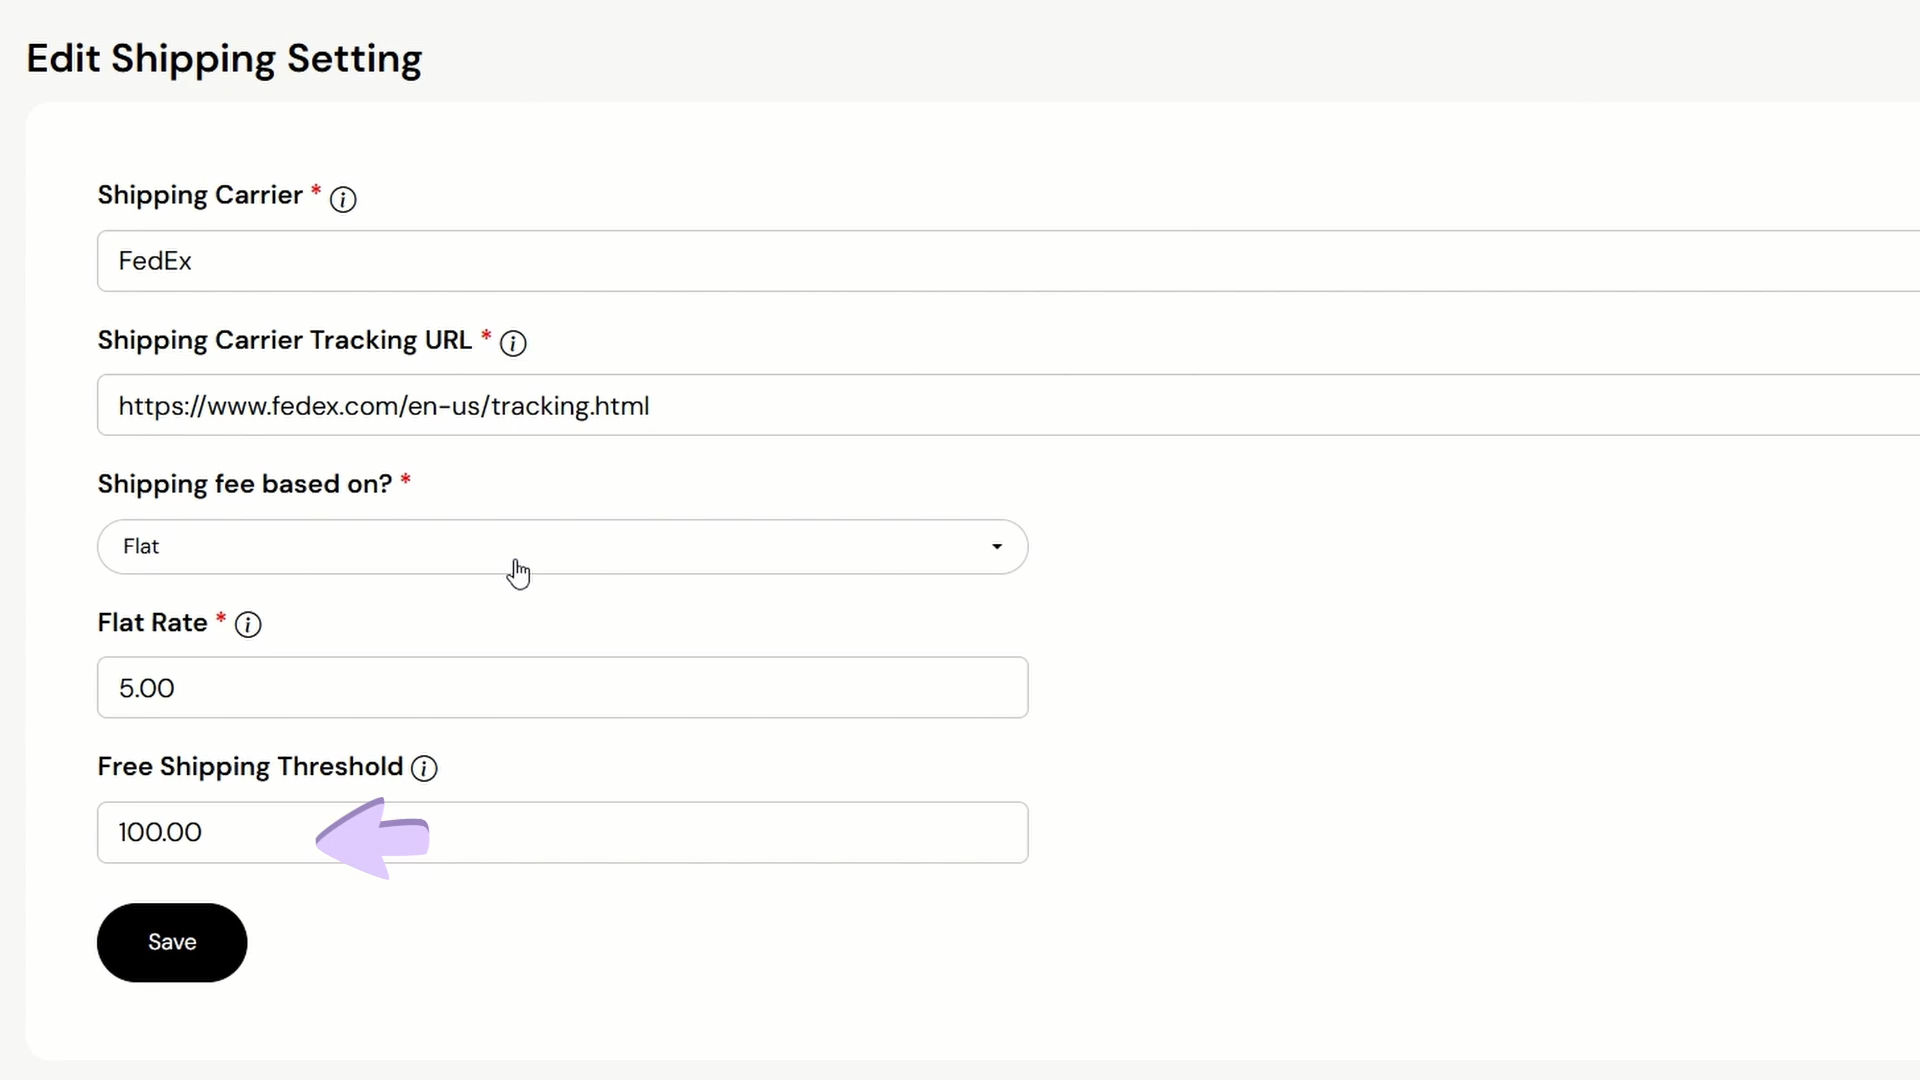 Edit Shipping Setting
Shipping Carrier *
FedEx
Shipping Carrier Tracking URL *
https://www.fedex.com/en-us/tracking.html
Shipping fee based on? *
Flat
Flat Rate *
5.00
Free Shipping Threshold
100.00
Save